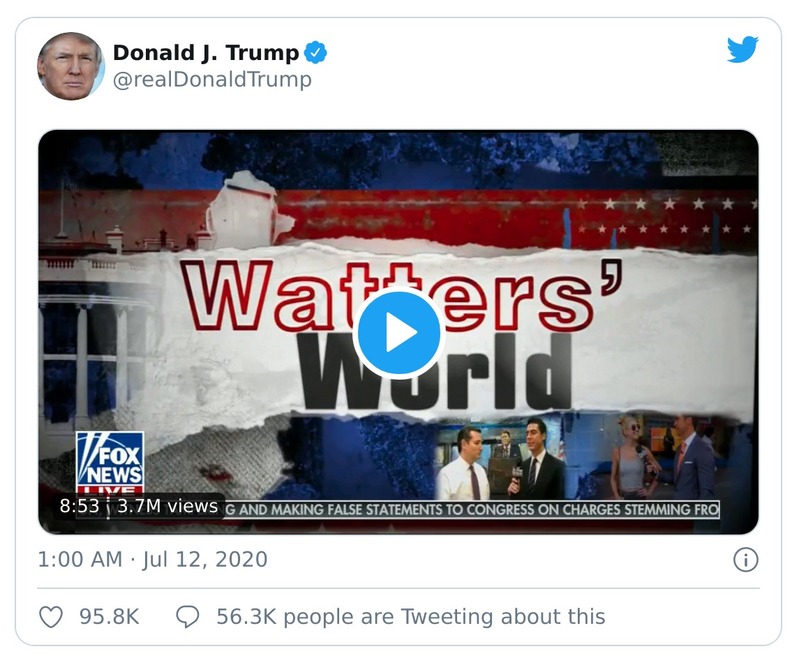 Donald J. Trump
@realDonaldTrump
Watters'
World
FOX
NEWS
LIVE
8:53 | 3.7M views
G AND MAKING FALSE STATEMENTS TO CONGRESS ON CHARGES STEMMING FRO
1:00 AM · Jul 12, 2020
95.8K
56.3K people are Tweeting about this